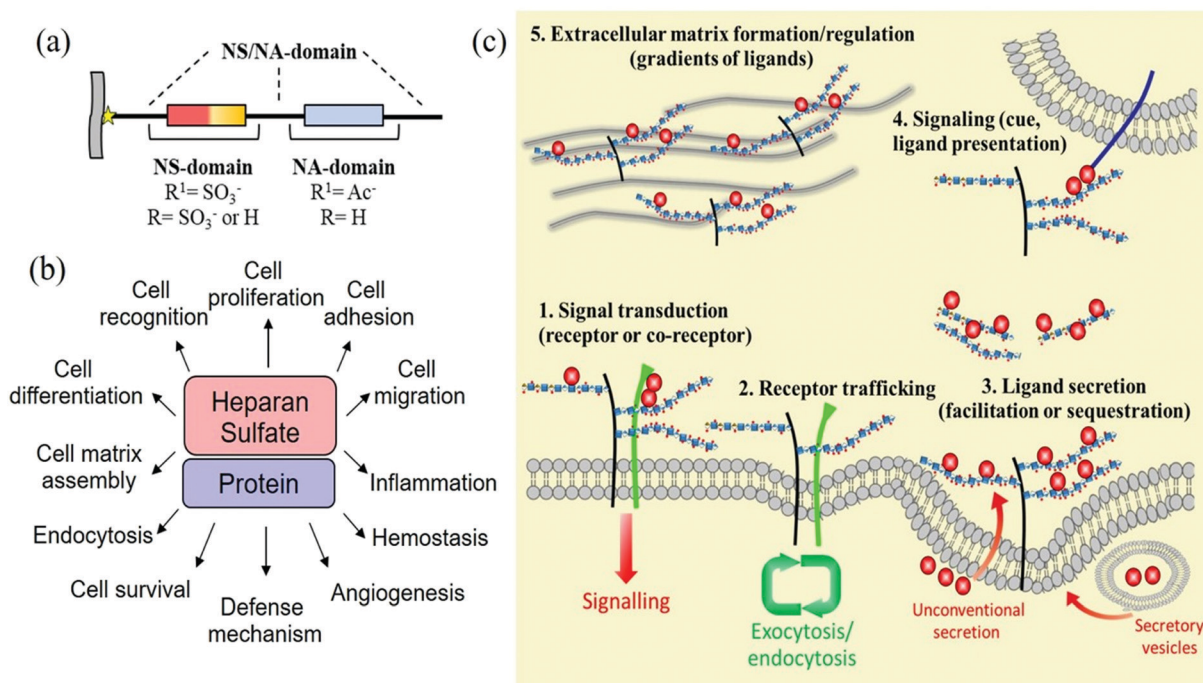 (a)
NS/NA-domain
NS-domain
R¹= SO₃⁻
R= SO₃⁻ or H
NA-domain
R¹= Ac⁻
R= H
(b)
Cell
recognition
Cell
proliferation
Cell
adhesion
Cell
differentiation
Cell
migration
Heparan
Sulfate
Cell matrix
assembly
Protein
Inflammation
Endocytosis
Hemostasis
Cell survival
Defense
mechanism
Angiogenesis
(c)
5. Extracellular matrix formation/regulation
(gradients of ligands)
4. Signaling (cue,
ligand presentation)
1. Signal transduction
(receptor or co-receptor)
2. Receptor trafficking
3. Ligand secretion
(facilitation or sequestration)
Signalling
Exocytosis/
endocytosis
Unconventional
secretion
Secretory
vesicles